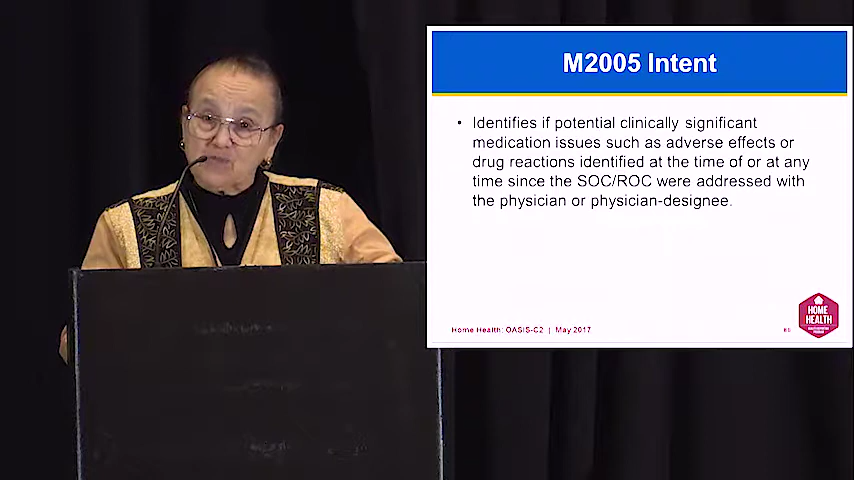 M2005 Intent
• Identifies if potential clinically significant
medication issues such as adverse effects or
drug reactions identified at the time of or at any
time since the SOC/ROC were addressed with
the physician or physician-designee.
Home Health: OASIS-C2 | May 2017
HOME
HEALTH